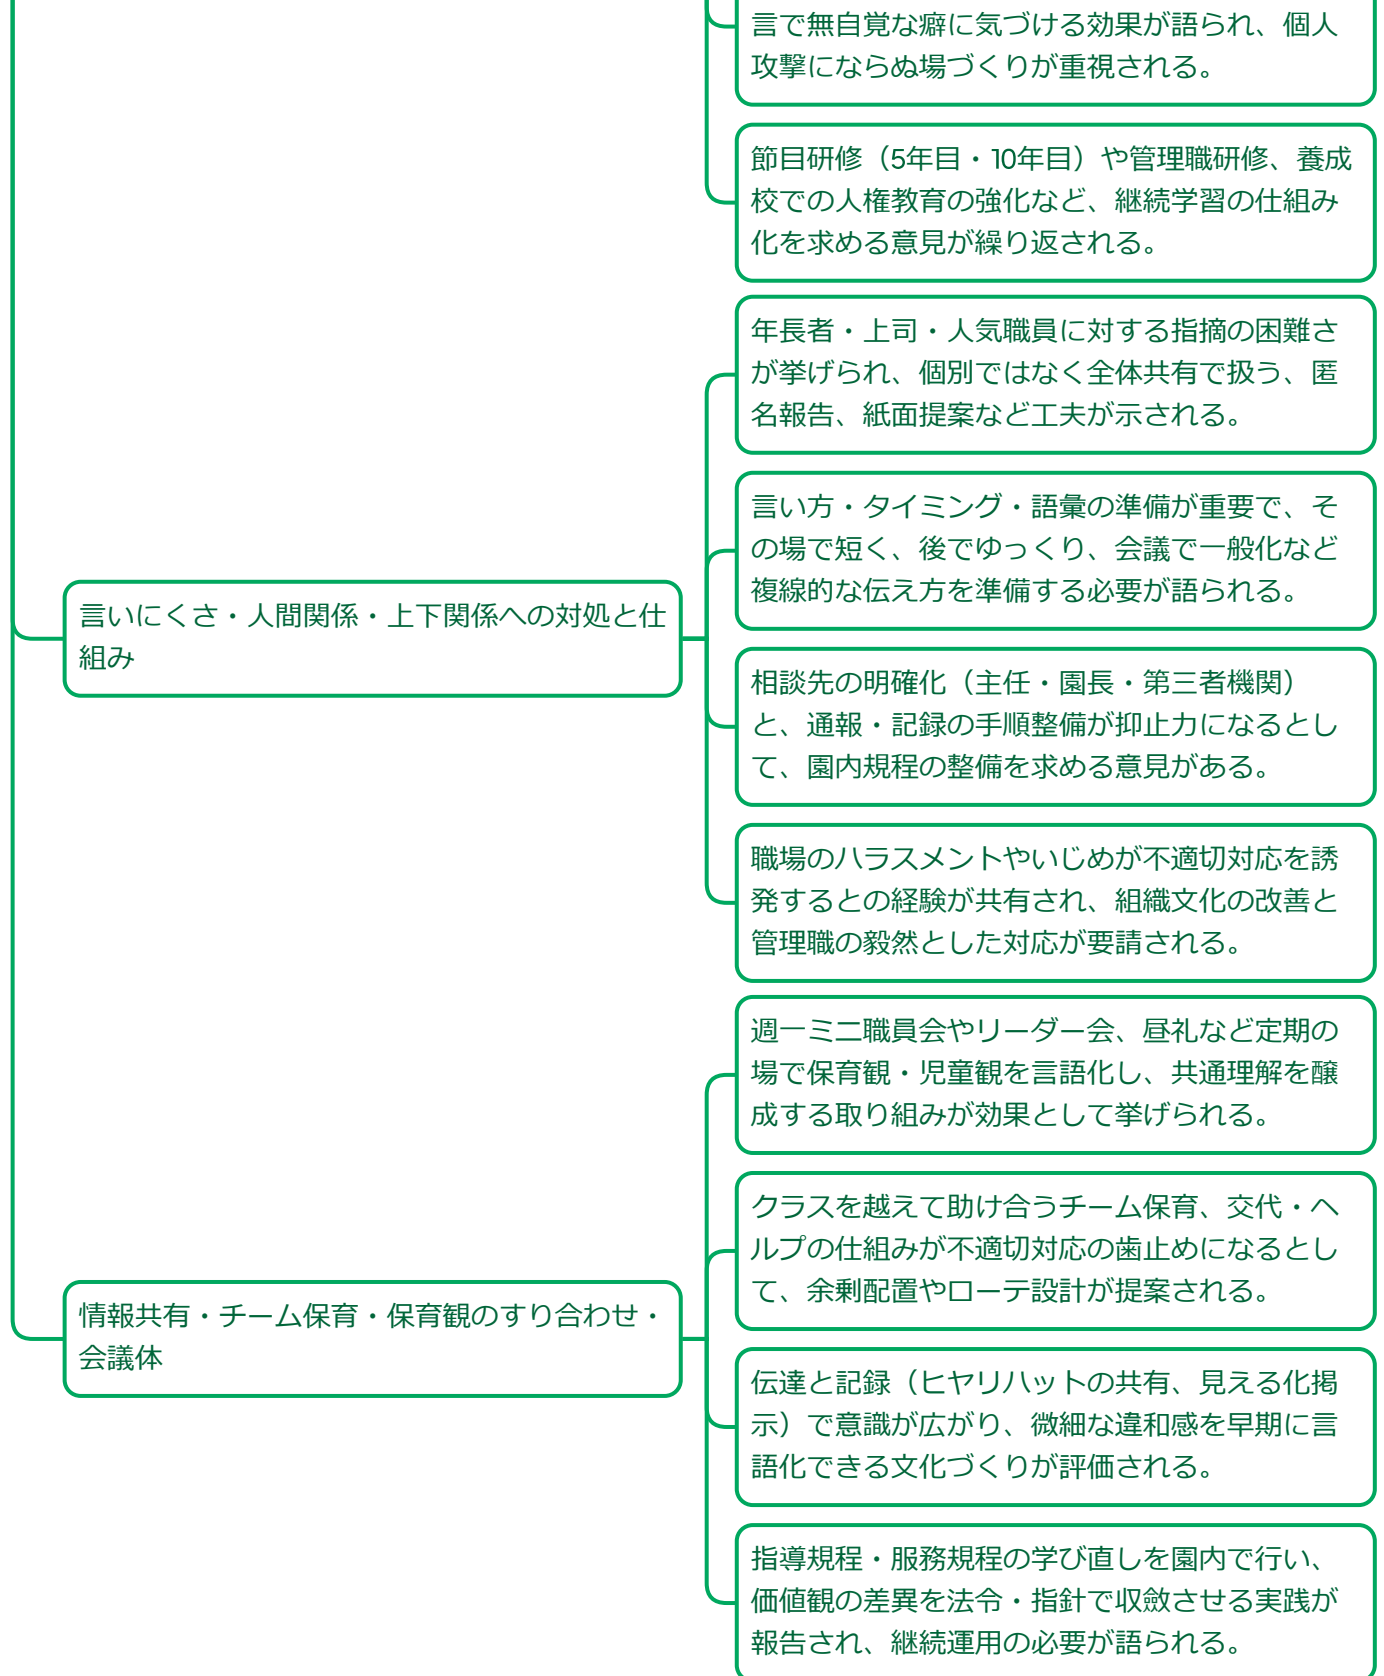 言で無自覚な癖に気づける効果が語られ、個人
攻撃にならぬ場づくりが重視される。
節目研修（5年目・10年目）や管理職研修、養成
校での人権教育の強化など、継続学習の仕組み
化を求める意見が繰り返される。
言いにくさ・人間関係・上下関係への対処と仕
組み
年長者・上司・人気職員に対する指摘の困難さ
が挙げられ、個別ではなく全体共有で扱う、匿
名報告、紙面提案など工夫が示される。
言い方・タイミング・語彙の準備が重要で、そ
の場で短く、後でゆっくり、会議で一般化など
複線的な伝え方を準備する必要が語られる。
相談先の明確化（主任・園長・第三者機関）
と、通報・記録の手順整備が抑止力になるとし
て、園内規程の整備を求める意見がある。
職場のハラスメントやいじめが不適切対応を誘
発するとの経験が共有され、組織文化の改善と
管理職の毅然とした対応が要請される。
情報共有・チーム保育・保育観のすり合わせ・
会議体
週一ミニ職員会やリーダー会、昼礼など定期の
場で保育観・児童観を言語化し、共通理解を醸
成する取り組みが効果として挙げられる。
クラスを越えて助け合うチーム保育、交代・ヘ
ルプの仕組みが不適切対応の歯止めになるとし
て、余剰配置やローテ設計が提案される。
伝達と記録（ヒヤリハットの共有、見える化掲
示）で意識が広がり、微細な違和感を早期に言
語化できる文化づくりが評価される。
指導規程・服務規程の学び直しを園内で行い、
価値観の差異を法令・指針で収斂させる実践が
報告され、継続運用の必要が語られる。